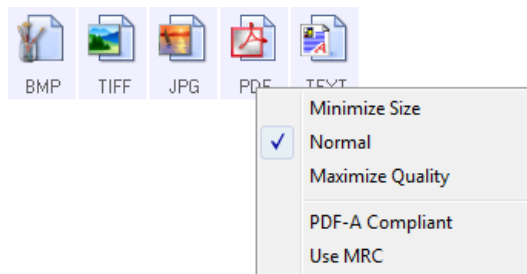 BMP TIFF JPG PDF TEXT
Minimize Size
Normal
Maximize Quality
PDF-A Compliant
Use MRC